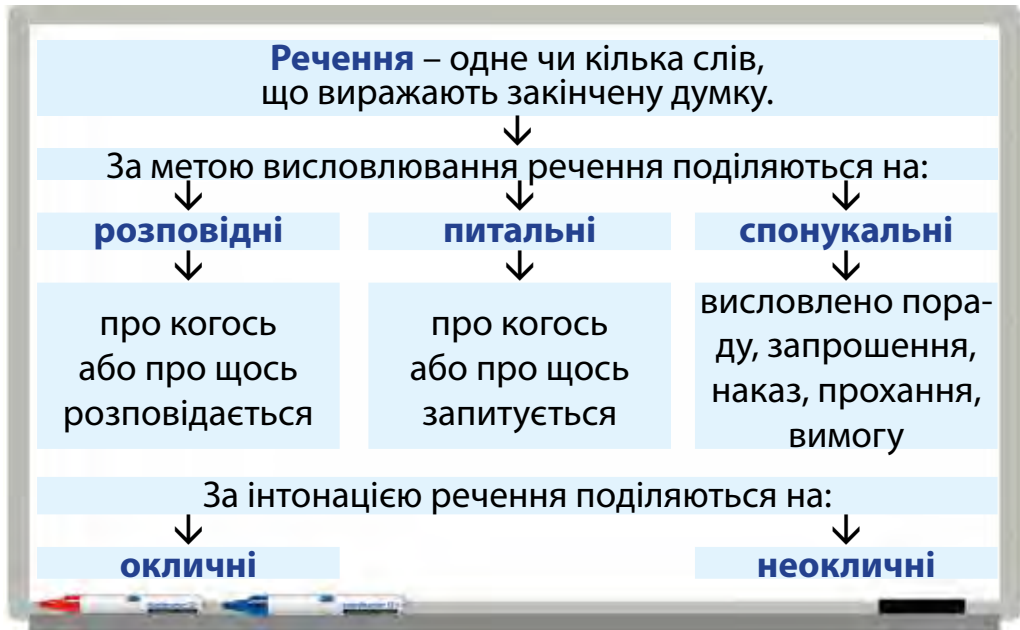 Речення – одне чи кілька слів,
що виражають закінчену думку.
За метою висловлювання речення поділяються на:
розповідні
питальні
спонукальні
про когось
або про щось
розповідається
про когось
або про щось
запитується
висловлено пора-
ду, запрошення,
наказ, прохання,
вимогу
За інтонацією речення поділяються на:
окличні
неокличні